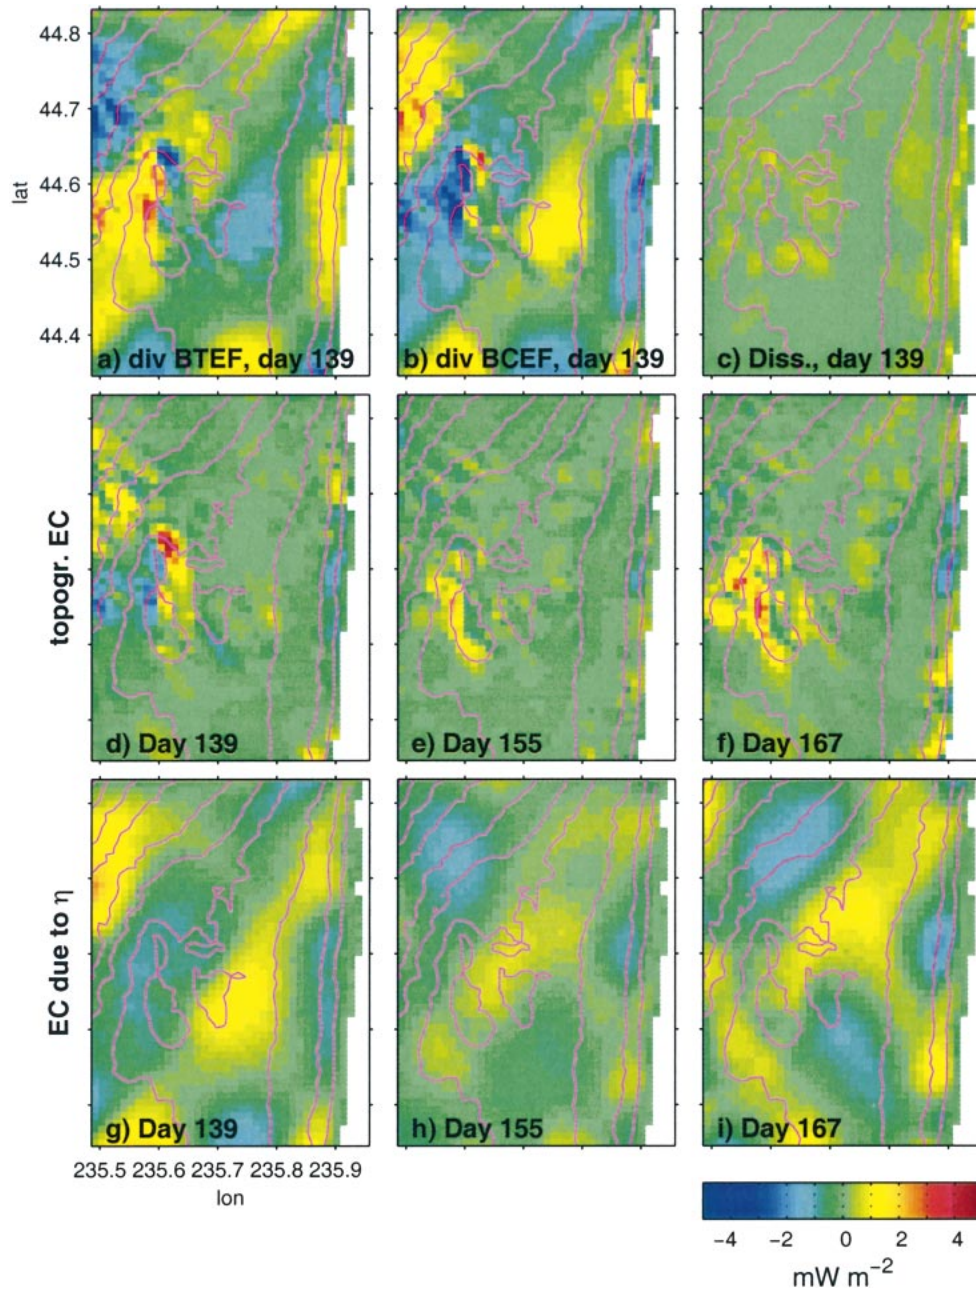 44.8
44.7
44.6
44.5
44.4
lat
a) div BTEF, day 139
b) div BCEF, day 139
c) Diss., day 139
topogr. EC
d) Day 139
e) Day 155
f) Day 167
EC due to η
g) Day 139
h) Day 155
i) Day 167
235.5 235.6 235.7 235.8 235.9
lon
−4 −2 0 2 4
mW m⁻²